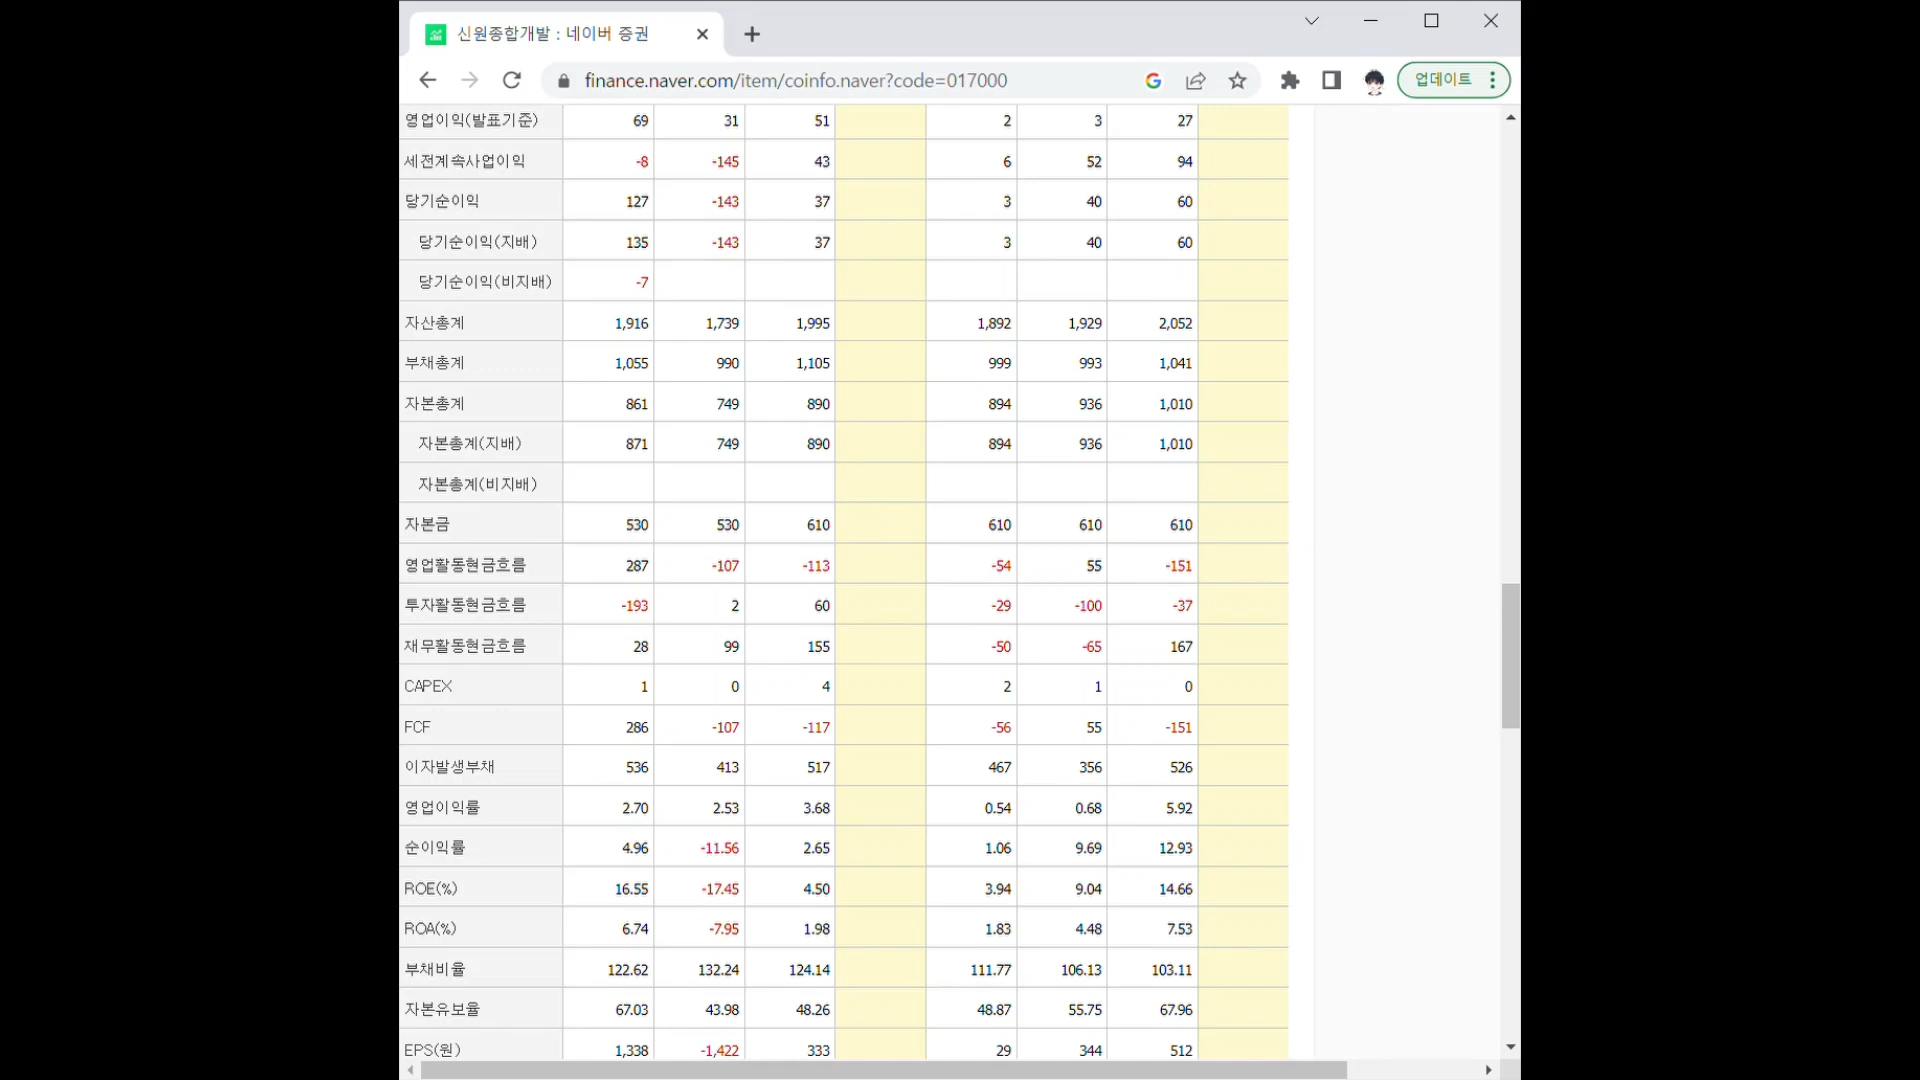 신원종합개발 : 네이버 증권
finance.naver.com/item/coinfo.naver?code=017000
업데이트
영업이익(발표기준) 69 31 51 2 3 27
세전계속사업이익 -8 -145 43 6 52 94
당기순이익 127 -143 37 3 40 60
당기순이익(지배) 135 -143 37 3 40 60
당기순이익(비지배) -7
자산총계 1,916 1,739 1,995 1,892 1,929 2,052
부채총계 1,055 990 1,105 999 993 1,041
자본총계 861 749 890 894 936 1,010
자본총계(지배) 871 749 890 894 936 1,010
자본총계(비지배)
자본금 530 530 610 610 610 610
영업활동현금흐름 287 -107 -113 -54 55 -151
투자활동현금흐름 -193 2 60 -29 -100 -37
재무활동현금흐름 28 99 155 -50 -65 167
CAPEX 1 0 4 2 1 0
FCF 286 -107 -117 -56 55 -151
이자발생부채 536 413 517 467 356 526
영업이익률 2.70 2.53 3.68 0.54 0.68 5.92
순이익률 4.96 -11.56 2.65 1.06 9.69 12.93
ROE(%) 16.55 -17.45 4.50 3.94 9.04 14.66
ROA(%) 6.74 -7.95 1.98 1.83 4.48 7.53
부채비율 122.62 132.24 124.14 111.77 106.13 103.11
자본유보율 67.03 43.98 48.26 48.87 55.75 67.96
EPS(원) 1,338 -1,422 333 29 344 512